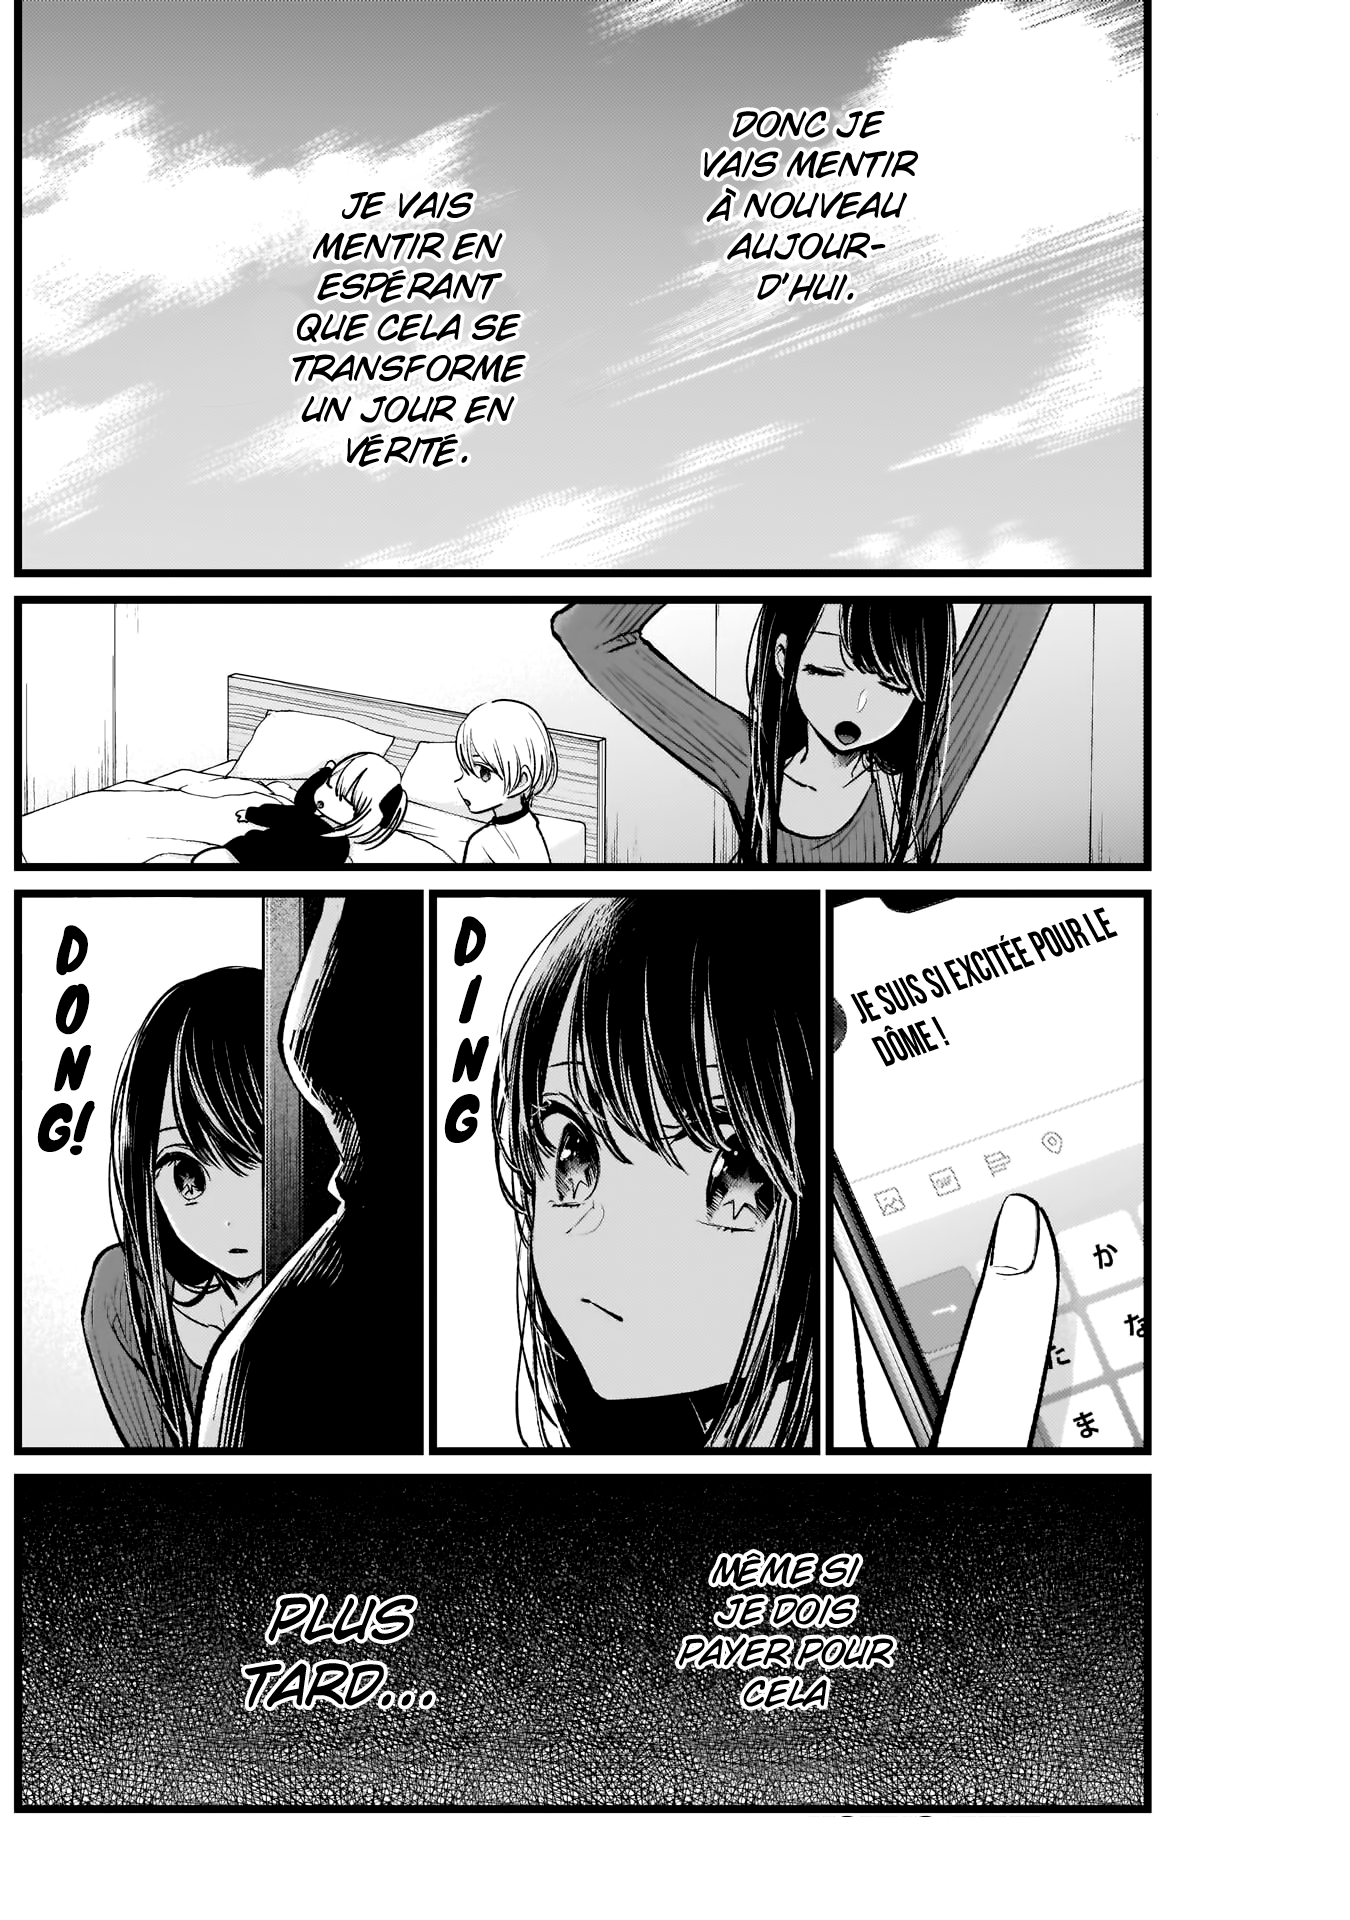 DONC JE
VAIS MENTIR
À NOUVEAU
AUJOUR-
D'HUI.
JE VAIS
MENTIR EN
ESPÉRANT
QUE CELA SE
TRANSFORME
UN JOUR EN
VÉRITÉ.
JE SUIS SI EXCITÉE POUR LE
DÔME !
GIF
か
た
な
ま
DING
DONG!
MÊME SI
JE DOIS
PAYER POUR
CELA
PLUS
TARD...